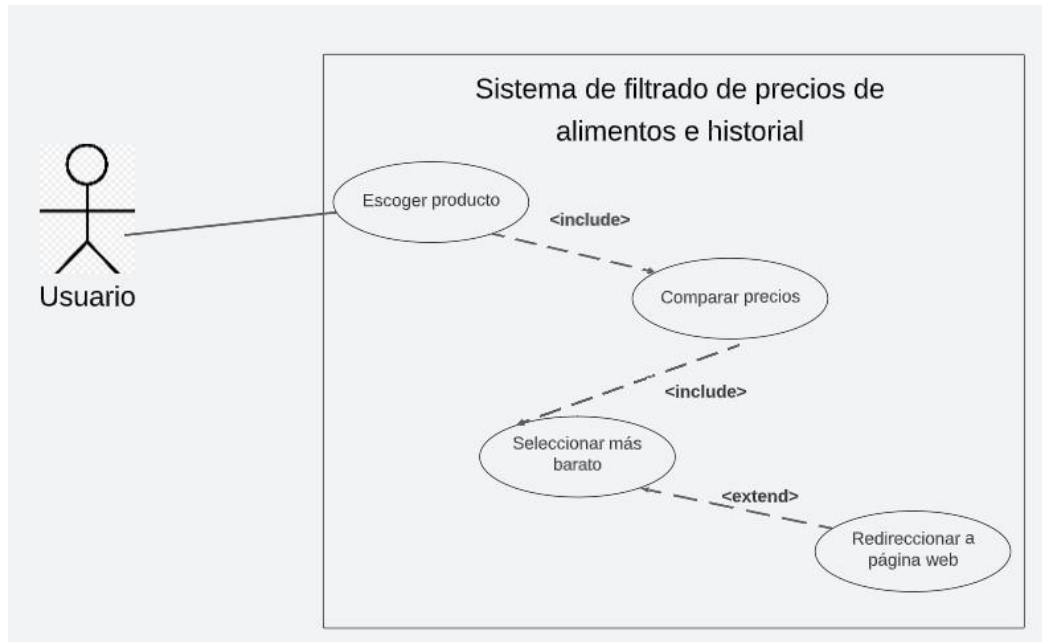 Sistema de filtrado de precios de
alimentos e historial
Escoger producto
<include>
Usuario
Comparar precios
<include>
Seleccionar más
barato
<extend>
Redireccionar a
página web